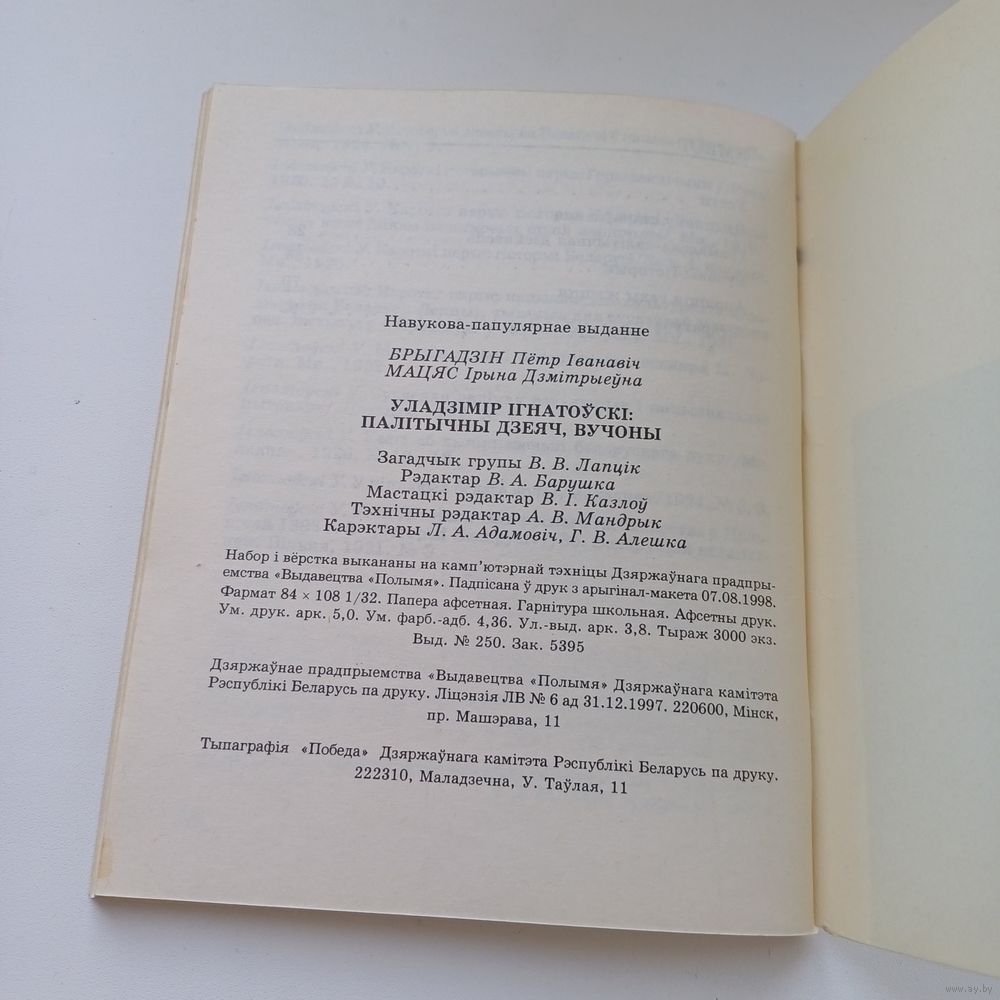 Навукова-папулярнае выданне
БРЫГАДЗІН Пётр Іванавіч
МАЦЯС Ірына Дзмітрыеўна
УЛАДЗІМІР ІГНАТОЎСКІ:
ПАЛІТЫЧНЫ ДЗЕЯЧ, ВУЧОНЫ
Загадчык групы В. В. Лапцік
Рэдактар В. А. Барушка
Мастацкі рэдактар В. І. Казлоў
Тэхнічны рэдактар А. В. Мандрык
Карэктары Л. А. Адамовіч, Г. В. Алешка
Набор і вёрстка выкананы на камп’ютэрнай тэхніцы Дзяржаўнага прадпры-
емства «Выдавецтва «Полымя». Падпісана ў друк з арыгінал-макета 07.08.1998.
Фармат 84 × 108 1/32. Папера афсетная. Гарнітура школьная. Афсетны друк.
Ум. друк. арк. 5,0. Ум. фарб.-адб. 4,36. Ул.-выд. арк. 3,8. Тыраж 3000 экз.
Выд. № 250. Зак. 5395
Дзяржаўнае прадпрыемства «Выдавецтва «Полымя» Дзяржаўнага камітэта
Рэспублікі Беларусь па друку. Ліцэнзія ЛВ № 6 ад 31.12.1997. 220600, Мінск,
пр. Машэрава, 11
Тыпаграфія «Победа» Дзяржаўнага камітэта Рэспублікі Беларусь па друку.
222310, Маладзечна, У. Таўлая, 11
www.ay.by